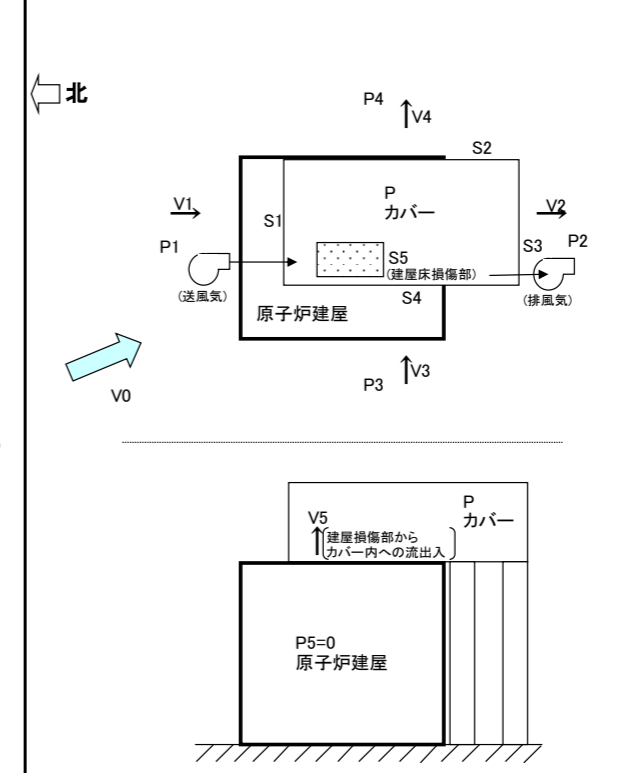 北
P4
V4
S2
P
カバー
V1
V2
S1
P1
S5
S3
P2
(建屋床損傷部)
(送風気)
S4
(排風気)
原子炉建屋
P3
V3
V0
P
カバー
V5
建屋損傷部から
カバー内への流出入
P5=0
原子炉建屋